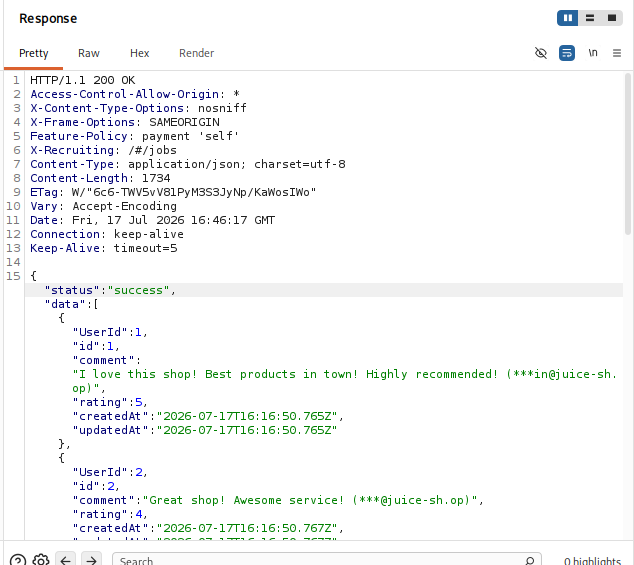 Response
Pretty Raw Hex Render \n
1 HTTP/1.1 200 OK
2 Access-Control-Allow-Origin: *
3 X-Content-Type-Options: nosniff
4 X-Frame-Options: SAMEORIGIN
5 Feature-Policy: payment 'self'
6 X-Recruiting: /#/jobs
7 Content-Type: application/json; charset=utf-8
8 Content-Length: 1734
9 ETag: W/"6c6-TWV5vV81PyM3S3JyNp/KaWosIWo"
10 Vary: Accept-Encoding
11 Date: Fri, 17 Jul 2026 16:46:17 GMT
12 Connection: keep-alive
13 Keep-Alive: timeout=5
14
15 {
"status":"success",
"data":[
{
"UserId":1,
"id":1,
"comment":
"I love this shop! Best products in town! Highly recommended! (***in@juice-sh.
op)",
"rating":5,
"createdAt":"2026-07-17T16:16:50.765Z",
"updatedAt":"2026-07-17T16:16:50.765Z"
},
{
"UserId":2,
"id":2,
"comment":"Great shop! Awesome service! (***@juice-sh.op)",
"rating":4,
"createdAt":"2026-07-17T16:16:50.767Z",
Search 0 highlights